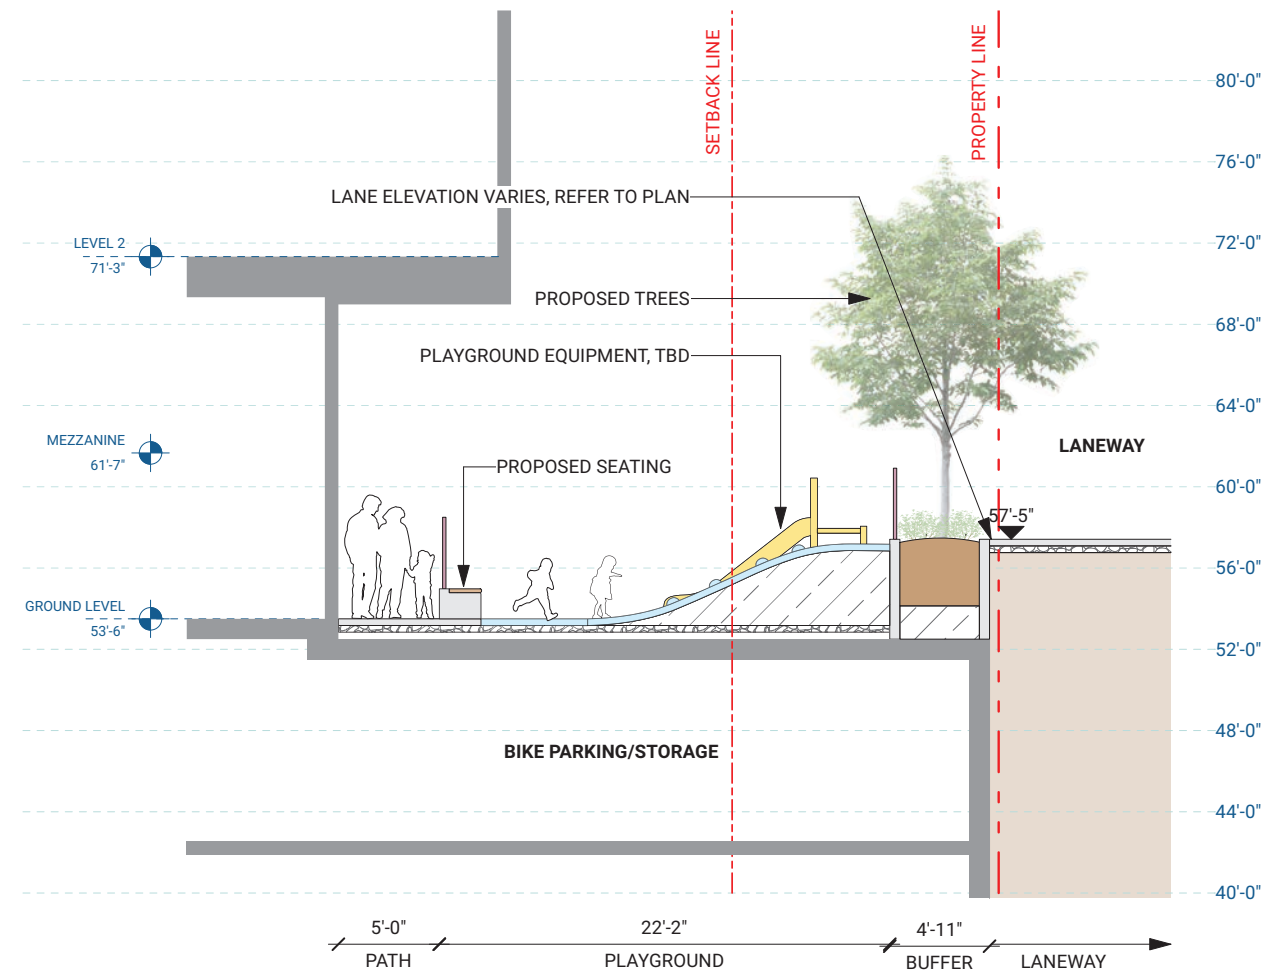 SETBACK LINE
PROPERTY LINE
80'-0"
76'-0"
LANE ELEVATION VARIES, REFER TO PLAN
LEVEL 2
71'-3"
72'-0"
PROPOSED TREES
68'-0"
PLAYGROUND EQUIPMENT, TBD
64'-0"
MEZZANINE
61'-7"
LANEWAY
PROPOSED SEATING
60'-0"
57'-5"
56'-0"
GROUND LEVEL
53'-6"
52'-0"
BIKE PARKING/STORAGE
48'-0"
44'-0"
40'-0"
5'-0"
22'-2"
4'-11"
PATH
PLAYGROUND
BUFFER
LANEWAY